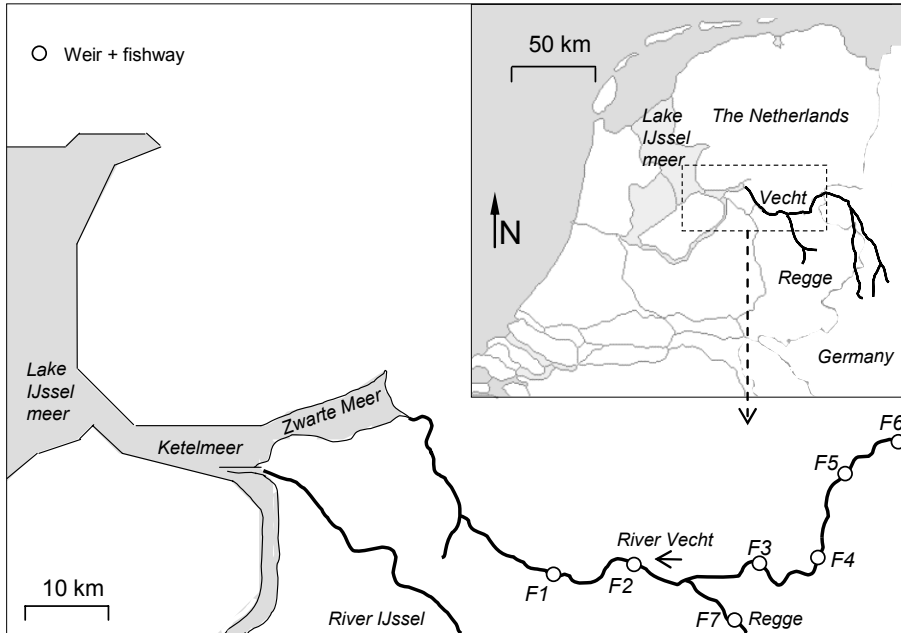 Weir + fishway
50 km
The Netherlands
Lake
IJssel
meer
Vecht
N
Regge
Germany
Lake
IJssel
meer
Zwarte Meer
Ketelmeer
F6
F5
River Vecht
F3
F4
F1
F2
10 km
River IJssel
F7
Regge